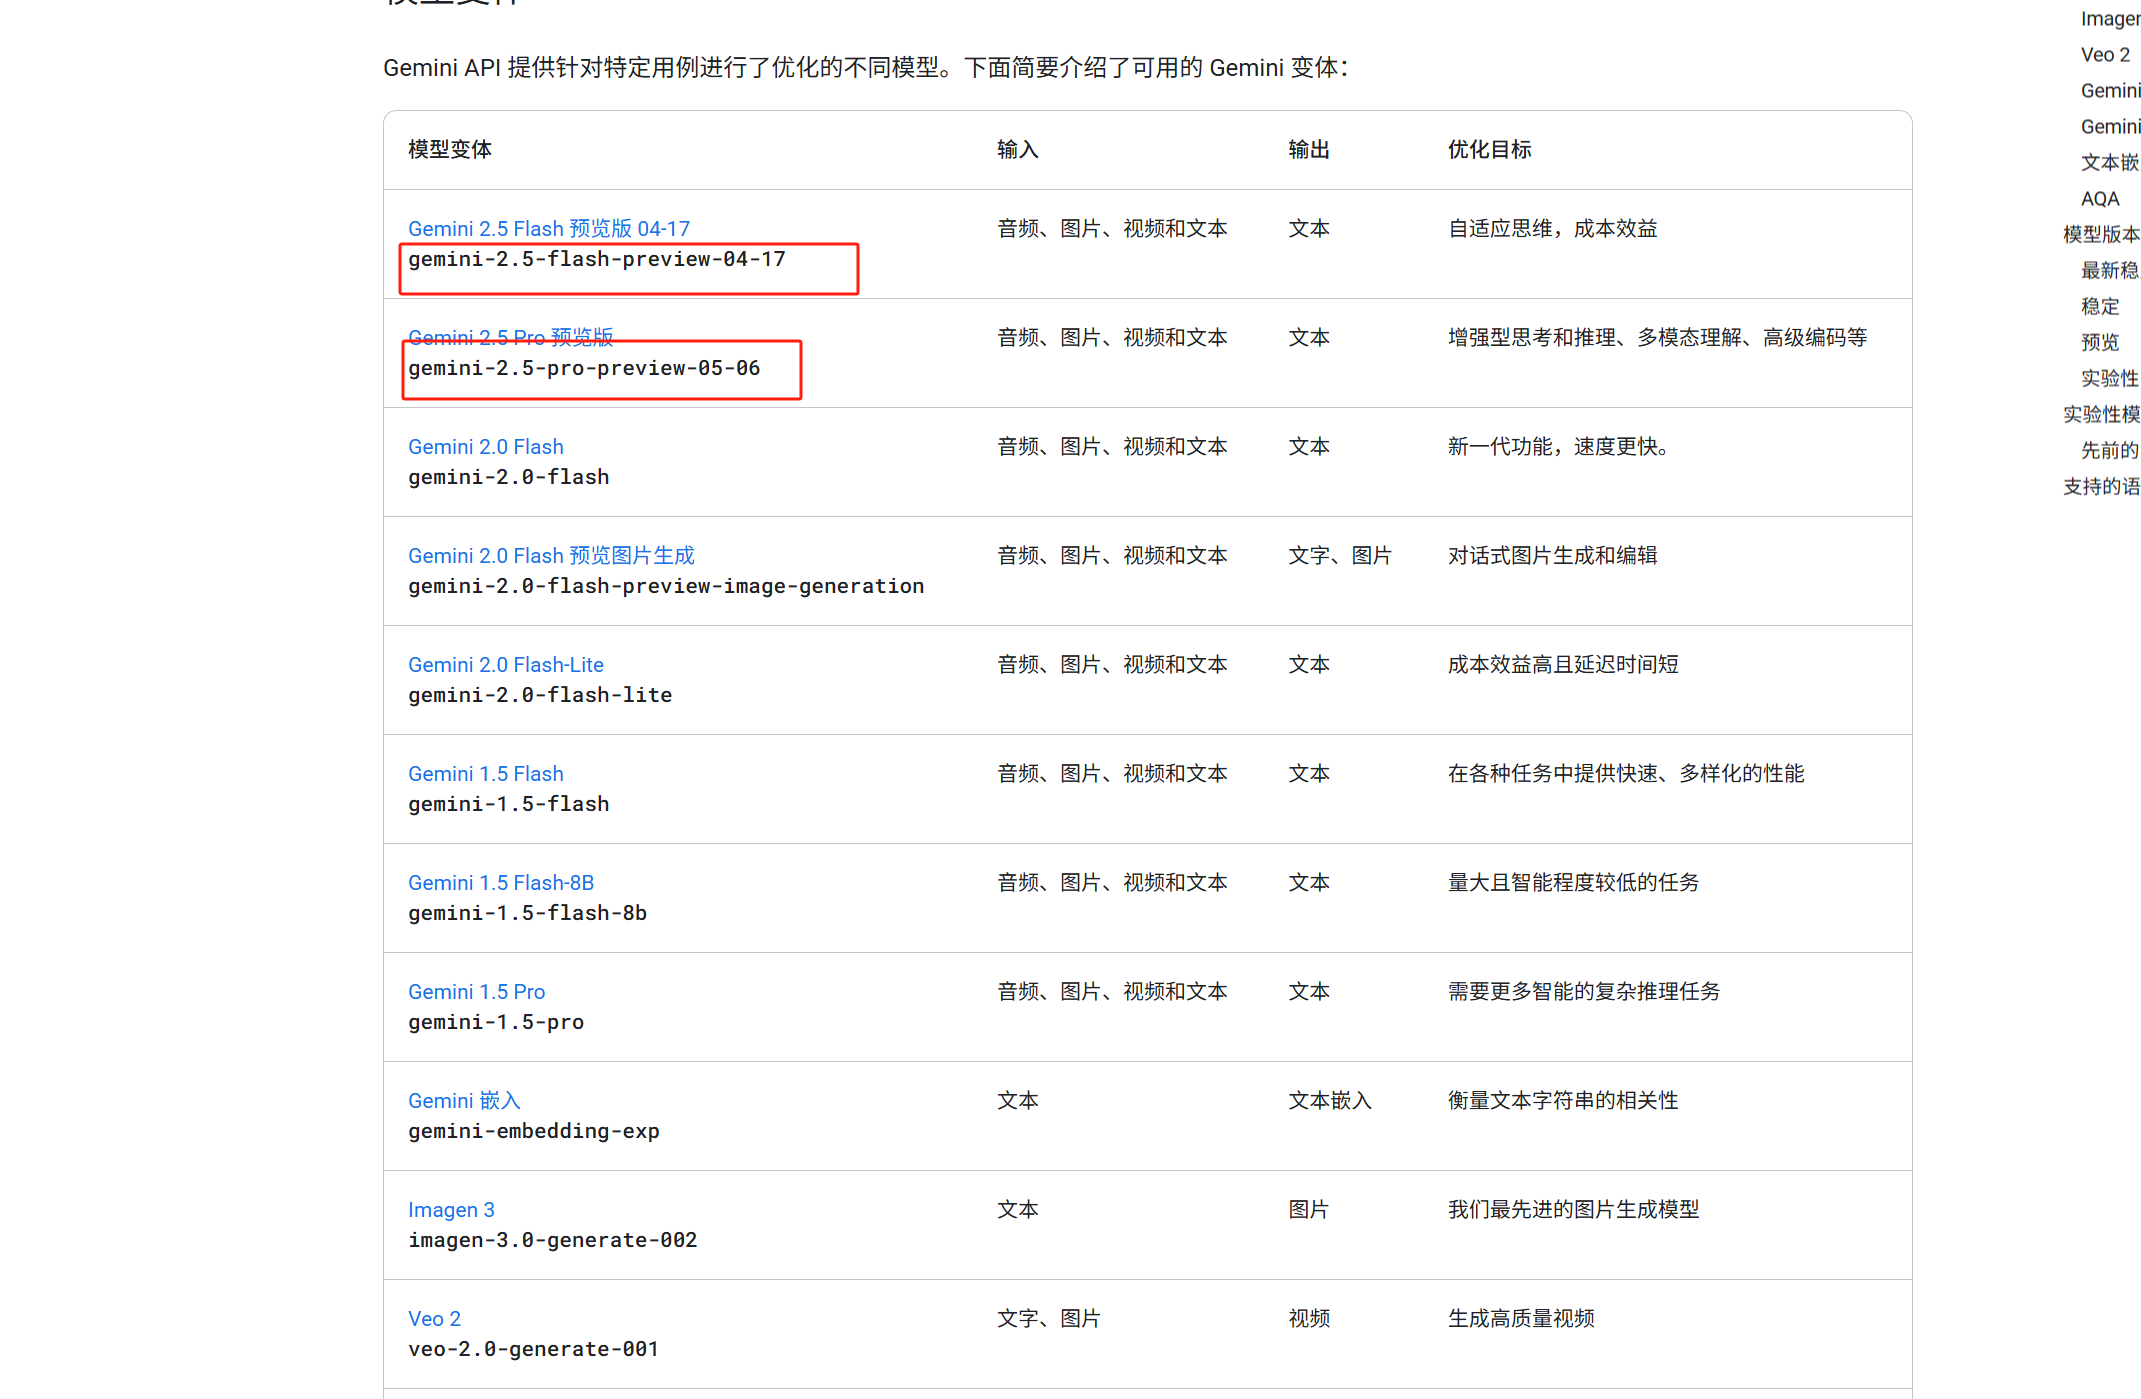 Gemini API 提供针对特定用例进行了优化的不同模型。下面简要介绍了可用的 Gemini 变体：
模型变体 输入 输出 优化目标
Gemini 2.5 Flash 预览版 04-17 音频、图片、视频和文本 文本 自适应思维，成本效益
gemini-2.5-flash-preview-04-17
Gemini 2.5 Pro 预览版 音频、图片、视频和文本 文本 增强型思考和推理、多模态理解、高级编码等
gemini-2.5-pro-preview-05-06
Gemini 2.0 Flash 音频、图片、视频和文本 文本 新一代功能，速度更快。
gemini-2.0-flash
Gemini 2.0 Flash 预览图片生成 音频、图片、视频和文本 文字、图片 对话式图片生成和编辑
gemini-2.0-flash-preview-image-generation
Gemini 2.0 Flash-Lite 音频、图片、视频和文本 文本 成本效益高且延迟时间短
gemini-2.0-flash-lite
Gemini 1.5 Flash 音频、图片、视频和文本 文本 在各种任务中提供快速、多样化的性能
gemini-1.5-flash
Gemini 1.5 Flash-8B 音频、图片、视频和文本 文本 量大且智能程度较低的任务
gemini-1.5-flash-8b
Gemini 1.5 Pro 音频、图片、视频和文本 文本 需要更多智能的复杂推理任务
gemini-1.5-pro
Gemini 嵌入 文本 文本嵌入 衡量文本字符串的相关性
gemini-embedding-exp
Imagen 3 文本 图片 我们最先进的图片生成模型
imagen-3.0-generate-002
Veo 2 文字、图片 视频 生成高质量视频
veo-2.0-generate-001
Veo 2
Gemini
Gemini
文本嵌
AQA
模型版本
最新稳
稳定
预览
实验性
实验性模
先前的
支持的语